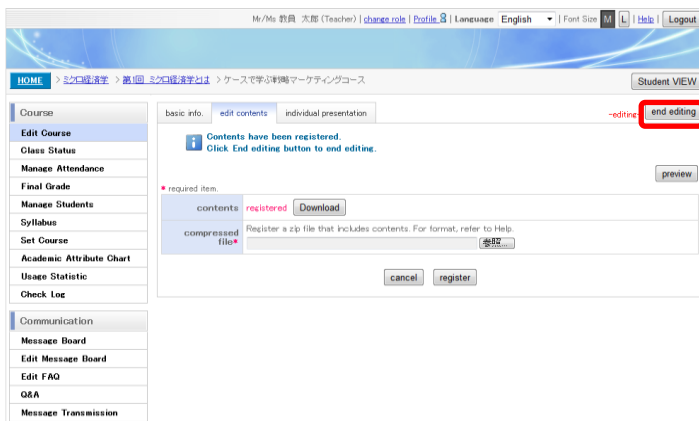 Mr/Ms 教員 太郎 (Teacher) | change role | Profile | Language English | Font Size M L | Help | Logout
HOME > ミクロ経済学 > 第1回 ミクロ経済学とは > ケースで学ぶ戦略マーケティングコース
Student VIEW
Course
Edit Course
Class Status
Manage Attendance
Final Grade
Manage Students
Syllabus
Set Course
Academic Attribute Chart
Usage Statistic
Check Log
Communication
Message Board
Edit Message Board
Edit FAQ
Q&A
Message Transmission
basic info. edit contents individual presentation
-editing- end editing
Contents have been registered.
Click End editing button to end editing.
preview
* required item.
contents registered Download
compressed file* Register a zip file that includes contents. For format, refer to Help.
参照...
cancel register